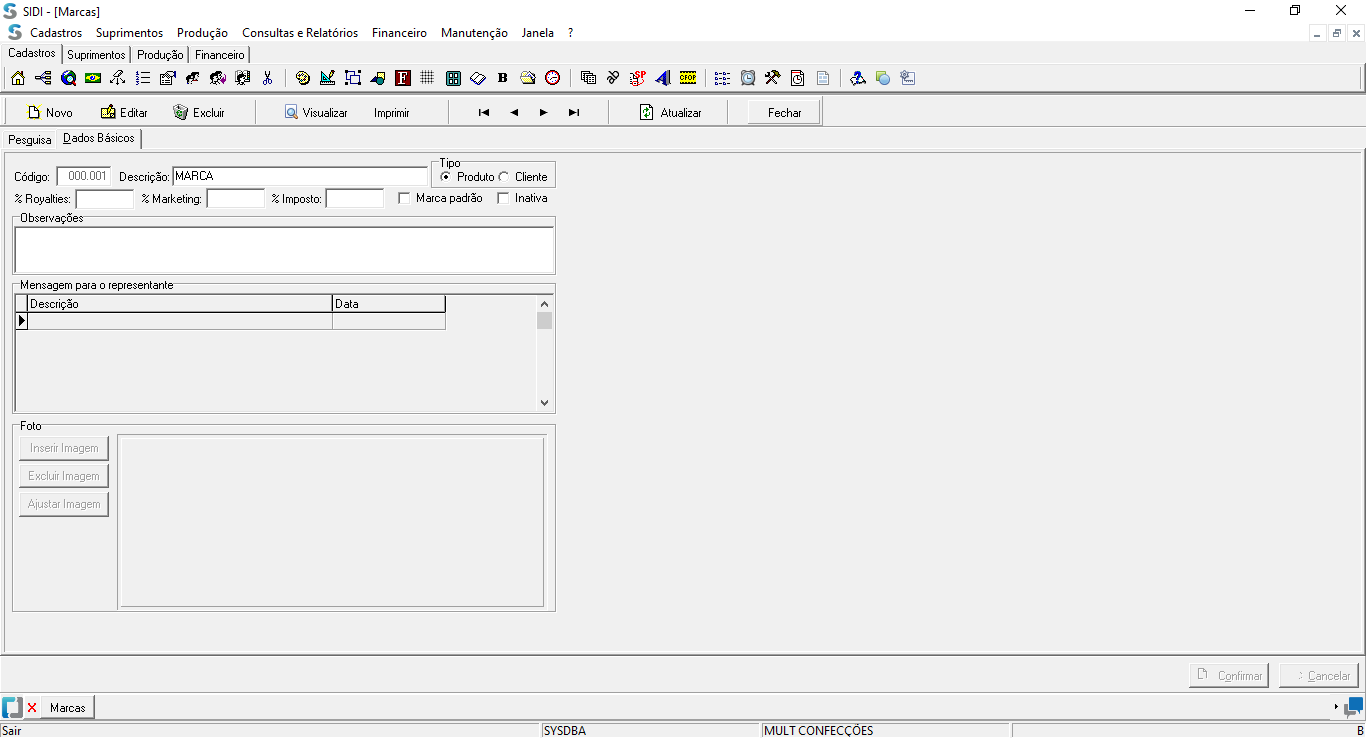 SIDI - [Marcas]
Cadastros Suprimentos Produção Consultas e Relatórios Financeiro Manutenção Janela ?
Cadastros Suprimentos Produção Financeiro
F B SP CFOP
Novo Editar Excluir Visualizar Imprimir Atualizar Fechar
Pesquisa Dados Básicos
Código: 000.001 Descrição: MARCA Tipo Produto Cliente
% Royalties: % Marketing: % Imposto: Marca padrão Inativa
Observações
Mensagem para o representante
Descrição Data
Foto
Inserir Imagem
Excluir Imagem
Ajustar Imagem
Confirmar Cancelar
Marcas
Sair SYSDBA MULT CONFECÇÕES B